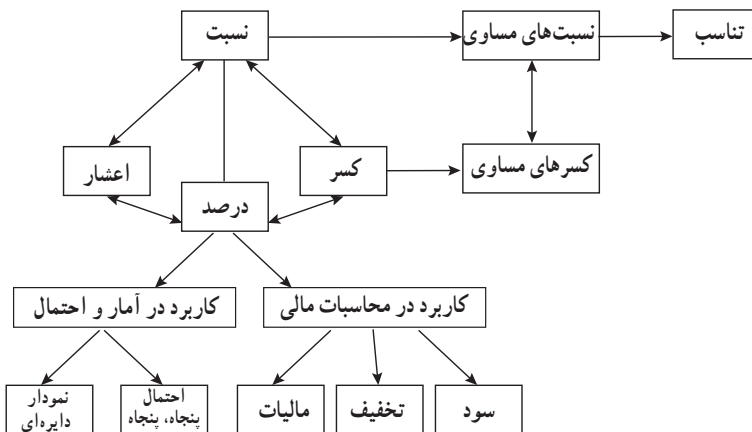 نسبت
نسبت‌های مساوی
تناسب
اعشار
کسر
کسرهای مساوی
درصد
کاربرد در محاسبات مالی
کاربرد در آمار و احتمال
سود
تخفیف
مالیات
احتمال
پنجاه، پنجاه
نمودار
دایره‌ای